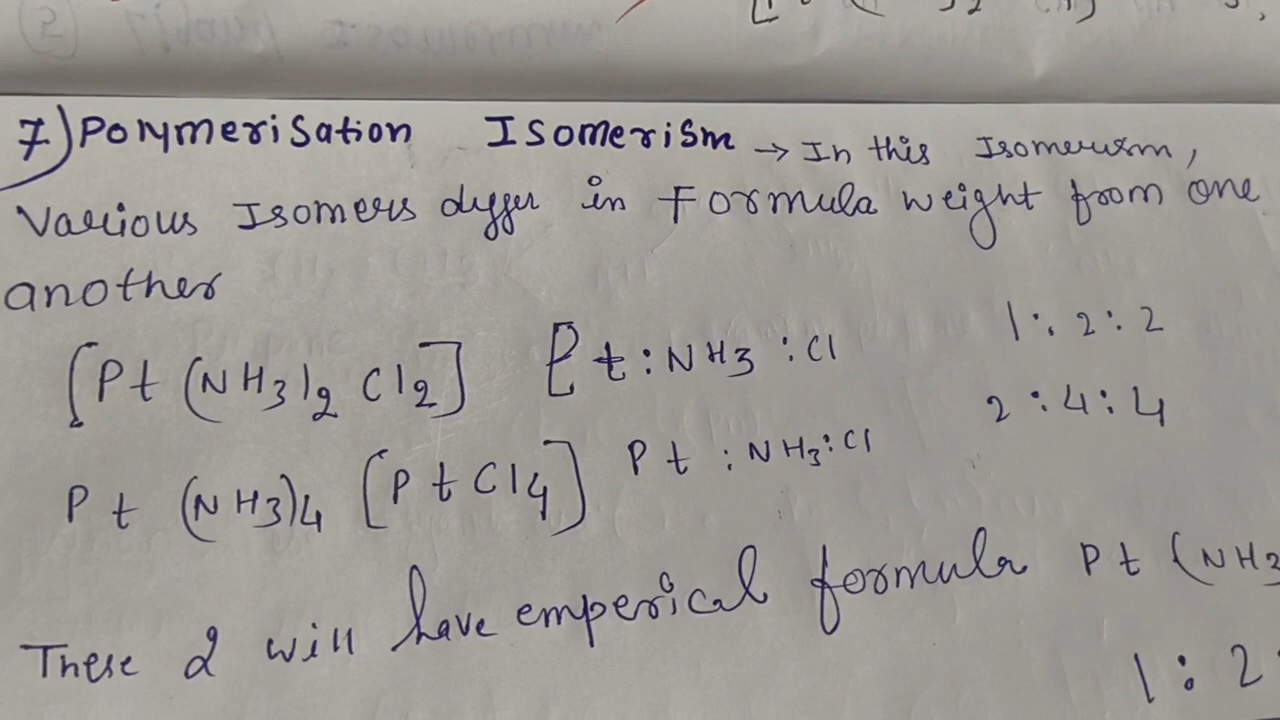 7) Polymerisation Isomerism → In this Isomerism,
Various Isomers differ in Formula weight from one
another
[Pt (NH3)2 Cl2] [Pt : NH3 : Cl 1 : 2 : 2
2 : 4 : 4
Pt (NH3)4 [Pt Cl4] Pt : NH3 : Cl
These 2 will have emperical formula Pt (NH3
1 : 2 :